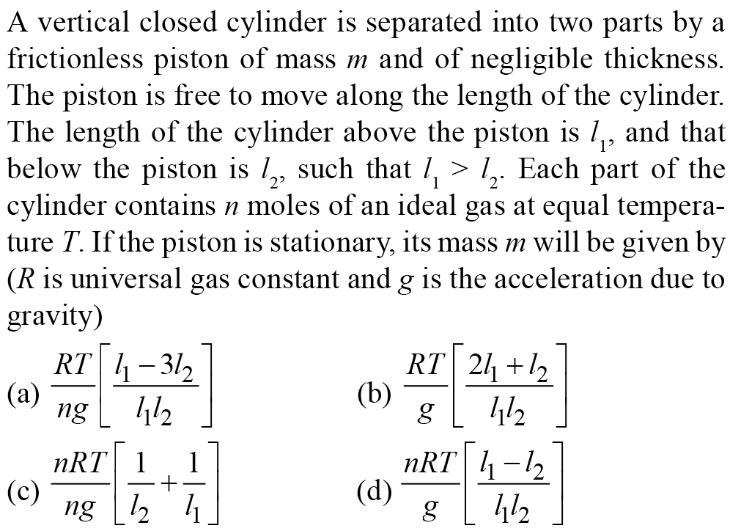 A vertical closed cylinder is separated into two parts by a
frictionless piston of mass m and of negligible thickness.
The piston is free to move along the length of the cylinder.
The length of the cylinder above the piston is l₁, and that
below the piston is l₂, such that l₁ > l₂. Each part of the
cylinder contains n moles of an ideal gas at equal tempera-
ture T. If the piston is stationary, its mass m will be given by
(R is universal gas constant and g is the acceleration due to
gravity)
(a) RT/ng [(l₁ – 3l₂)/(l₁l₂)] (b) RT/g [(2l₁ + l₂)/(l₁l₂)]
(c) nRT/ng [1/l₂ + 1/l₁] (d) nRT/g [(l₁ – l₂)/(l₁l₂)]